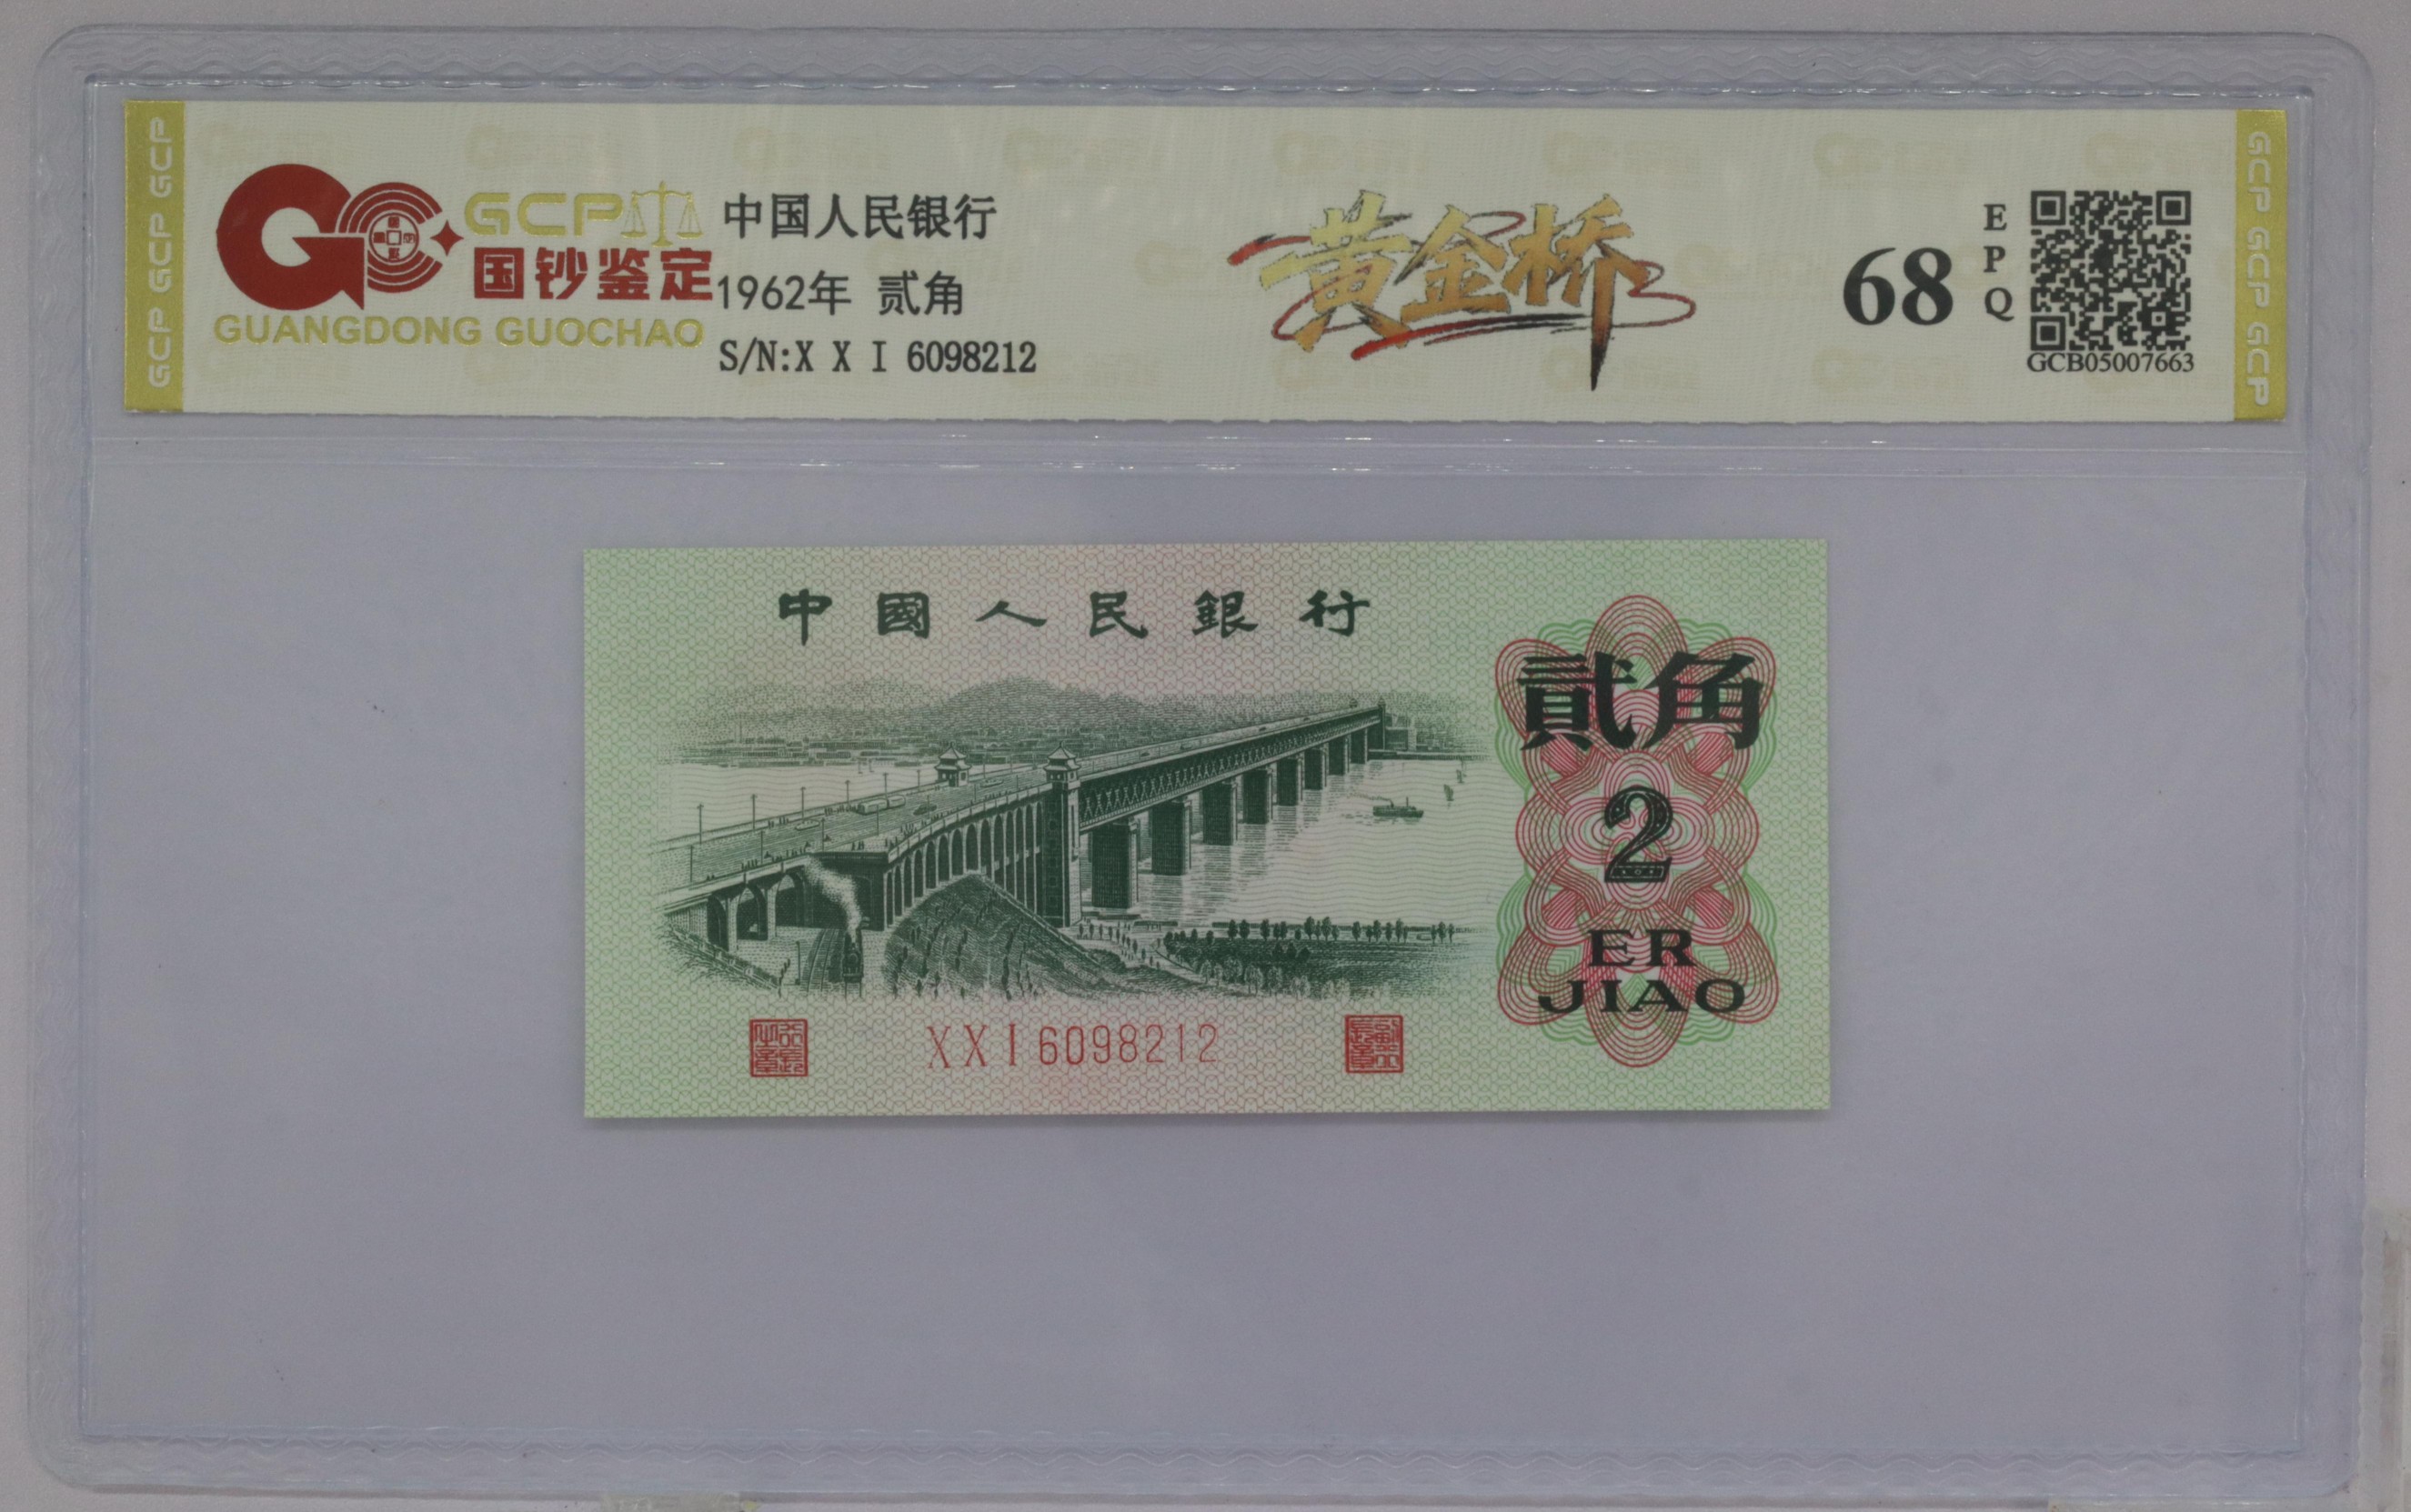 GCP GCP GCP
GCP
国钞鉴定
GUANGDONG GUOCHAO
中国人民银行
1962年 贰角
S/N:X X I 6098212
黄金桥
68
EPQ
GCB05007663
GCP GCP GCP
中國人民銀行
貳角
2
ER
JIAO
XXI6098212